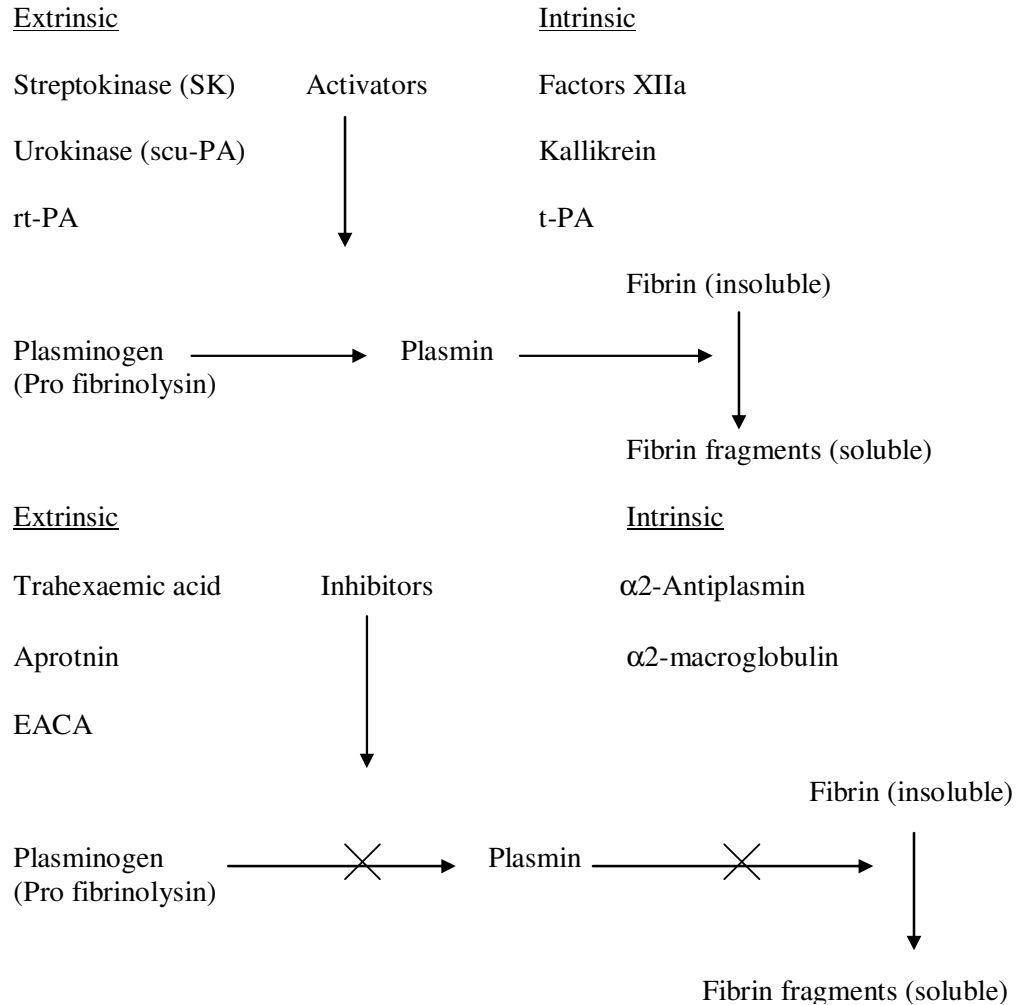 Extrinsic Intrinsic
Streptokinase (SK) Activators Factors XIIa
Urokinase (scu-PA) Kallikrein
rt-PA t-PA
Fibrin (insoluble)
Plasminogen Plasmin
(Pro fibrinolysin)
Fibrin fragments (soluble)
Extrinsic Intrinsic
Trahexaemic acid Inhibitors α2-Antiplasmin
Aprotnin α2-macroglobulin
EACA
Fibrin (insoluble)
Plasminogen Plasmin
(Pro fibrinolysin)
Fibrin fragments (soluble)